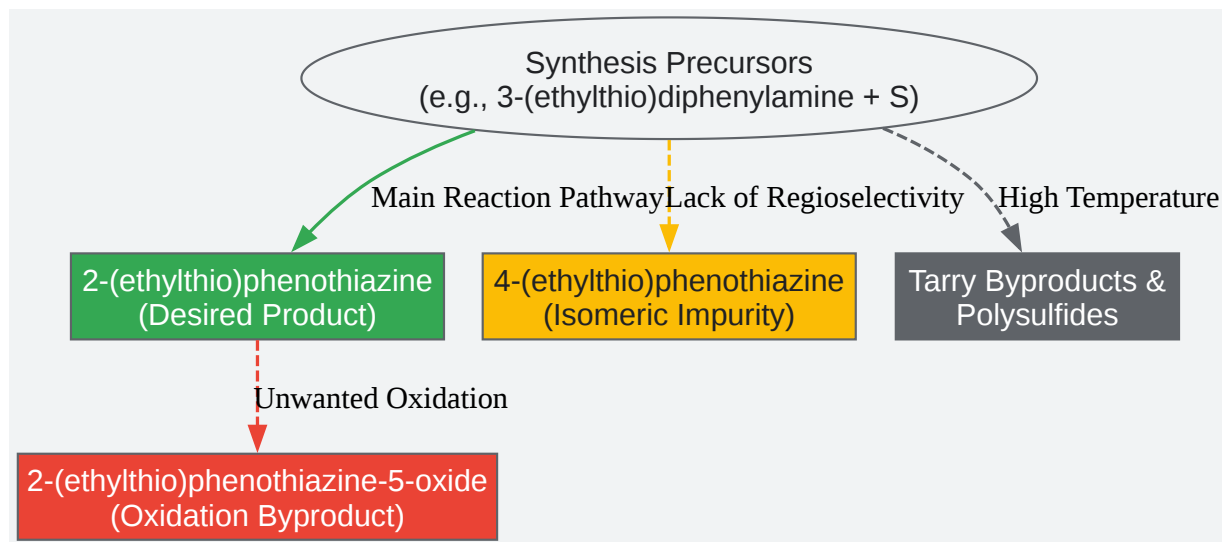 Synthesis Precursors
(e.g., 3-(ethylthio)diphenylamine + S)
Main Reaction Pathway
Lack of Regioselectivity
High Temperature
2-(ethylthio)phenothiazine
(Desired Product)
4-(ethylthio)phenothiazine
(Isomeric Impurity)
Tarry Byproducts &
Polysulfides
Unwanted Oxidation
2-(ethylthio)phenothiazine-5-oxide
(Oxidation Byproduct)